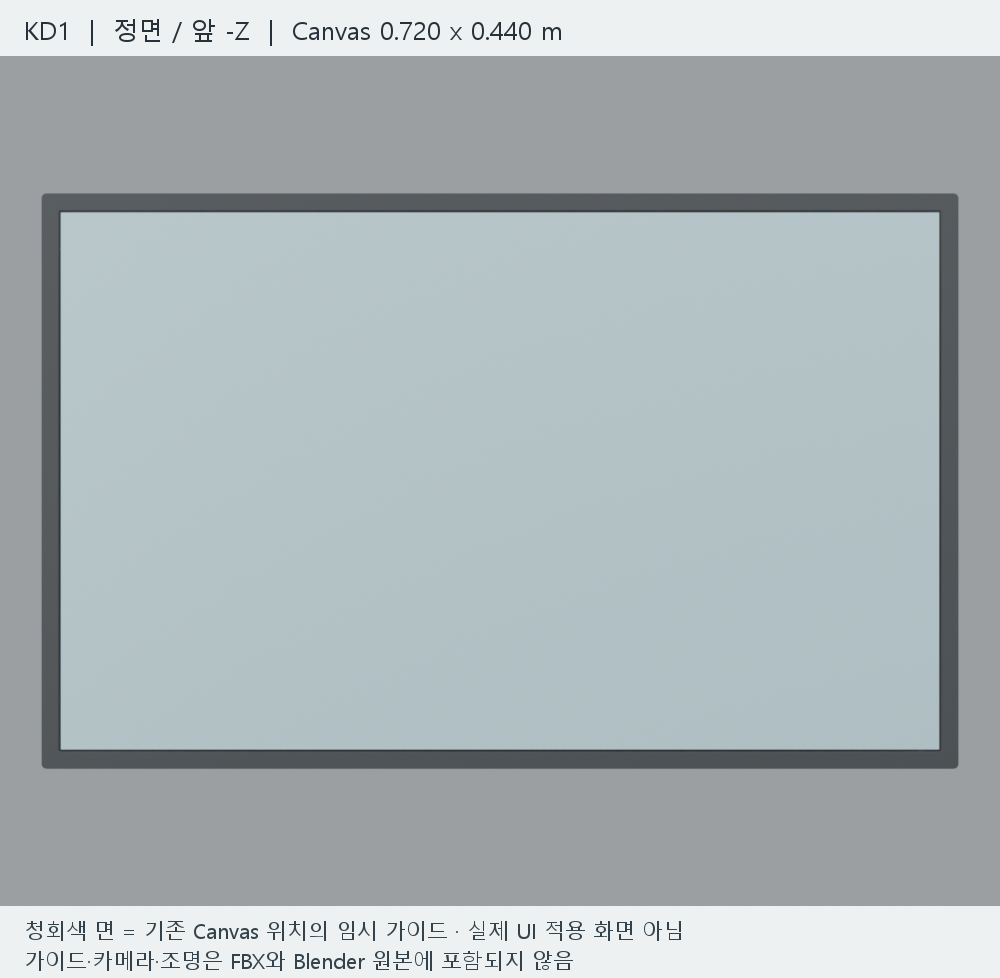 KD1 | 정면 / 앞 -Z | Canvas 0.720 x 0.440 m
청회색 면 = 기존 Canvas 위치의 임시 가이드 · 실제 UI 적용 화면 아님
가이드·카메라·조명은 FBX와 Blender 원본에 포함되지 않음